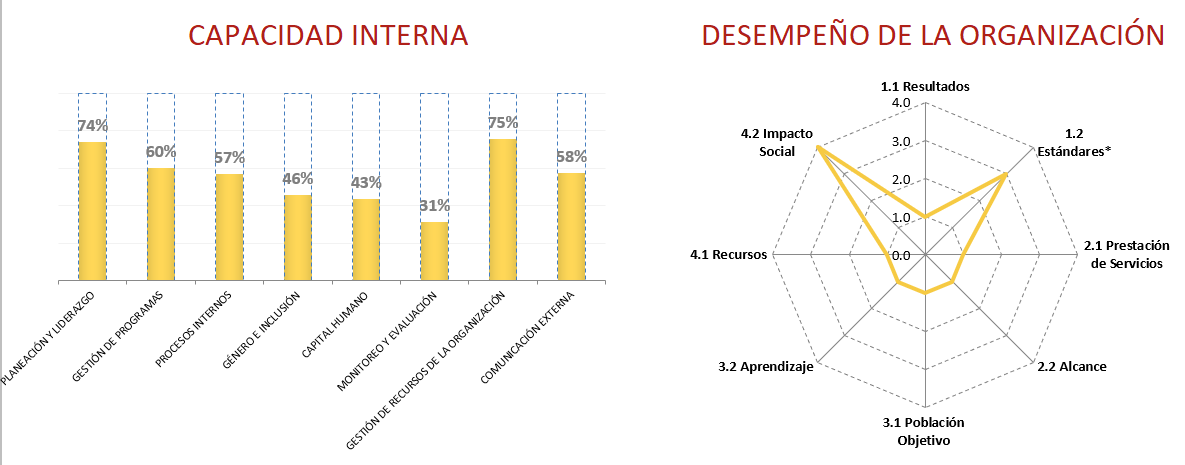 CAPACIDAD INTERNA
74%
60%
57%
46%
43%
31%
75%
58%
PLANEACIÓN Y LIDERAZGO
GESTIÓN DE PROGRAMAS
PROCESOS INTERNOS
GÉNERO E INCLUSIÓN
CAPITAL HUMANO
MONITOREO Y EVALUACIÓN
GESTIÓN DE RECURSOS DE LA ORGANIZACIÓN
COMUNICACIÓN EXTERNA
DESEMPEÑO DE LA ORGANIZACIÓN
1.1 Resultados
4.0
3.0
2.0
1.0
0.0
1.2
Estándares*
2.1 Prestación
de Servicios
2.2 Alcance
3.1 Población
Objetivo
3.2 Aprendizaje
4.1 Recursos
4.2 Impacto
Social